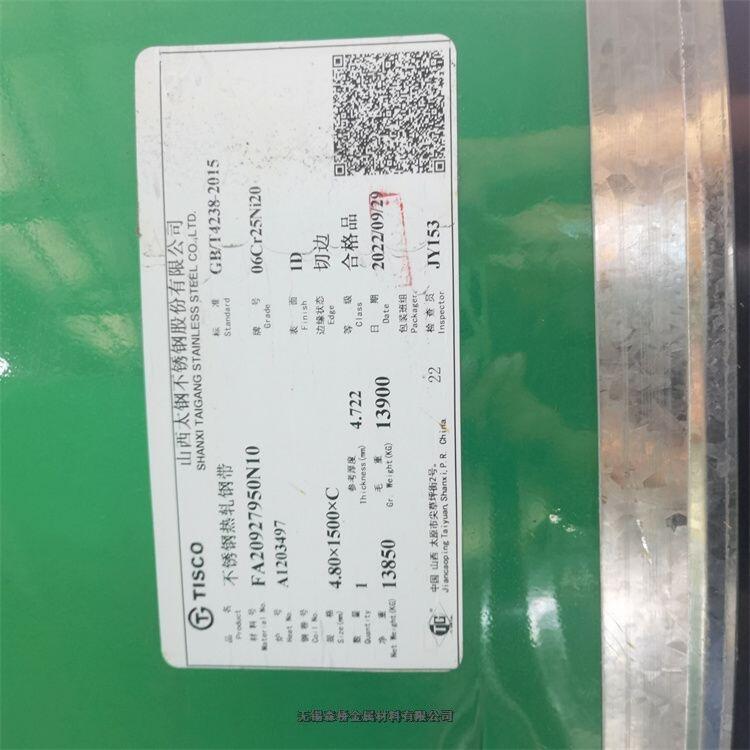 TISCO
山西太钢不锈钢股份有限公司
SHANXI TAIGANG STAINLESS STEEL CO.,LTD.
品 名 不锈钢热轧钢带 标 准 GB/T4238-2015
Product Standard
材料号 FA20927950N10 牌 号 06Cr25Ni20
Material No. Grade
炉 号 A1203497
Heat No.
钢卷号 表 面 1D
Coil No. Finish
规 格 4.80×1500×C 边缘状态 切边
Size(mm) Edge
数 量 1 参考厚度 4.722 等 级 合格品
Quantity Thickness(mm) Class
净 重 13850 毛 重 13900 日 期 2022/09/29
Net Weight(KG) Gr. Weight(KG) Date
包装班组
Packager
22 检 查 员 JY153
Inspector
中国 山西 太原市尖草坪街2号。
Jiancaoping Taiyuan, Shanxi, P.R. China
无锡森桥金属材料有限公司